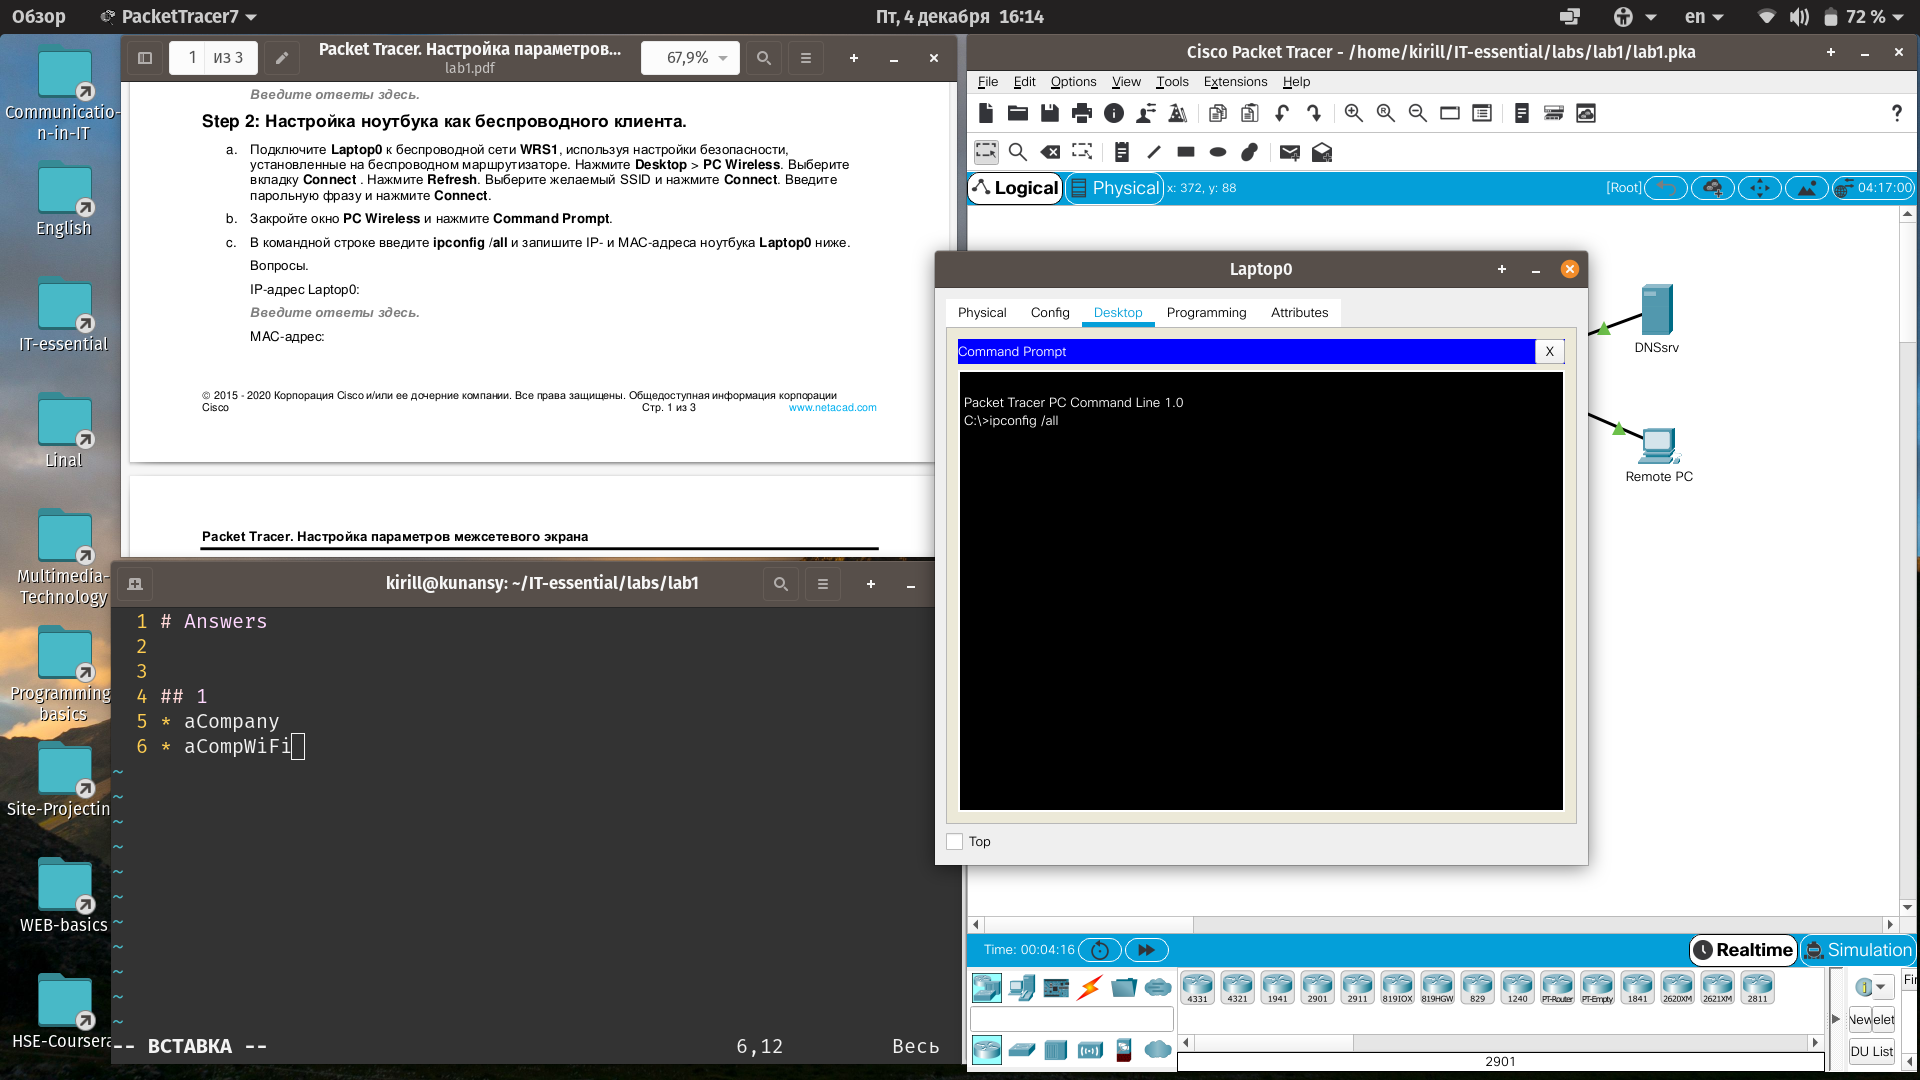 Обзор
PacketTracer7
Пт, 4 декабря 16:14
en
72 %
Communicatio-
n-in-IT
English
IT-essential
Linal
Multimedia-
Technology
Programming
basics
Site-Projectin
WEB-basics
HSE-Coursera
1 из 3
Packet Tracer. Настройка параметров...
lab1.pdf
67,9%
Введите ответы здесь.
Step 2: Настройка ноутбука как беспроводного клиента.
a. Подключите Laptop0 к беспроводной сети WRS1, используя настройки безопасности,
установленные на беспроводном маршрутизаторе. Нажмите Desktop > PC Wireless. Выберите
вкладку Connect . Нажмите Refresh. Выберите желаемый SSID и нажмите Connect. Введите
парольную фразу и нажмите Connect.
b. Закройте окно PC Wireless и нажмите Command Prompt.
c. В командной строке введите ipconfig /all и запишите IP- и MAC-адреса ноутбука Laptop0 ниже.
Вопросы.
IP-адрес Laptop0:
Введите ответы здесь.
MAC-адрес:
© 2015 - 2020 Корпорация Cisco и/или ее дочерние компании. Все права защищены. Общедоступная информация корпорации
Cisco Стр. 1 из 3 www.netacad.com
Packet Tracer. Настройка параметров межсетевого экрана
kirill@kunansy: ~/IT-essential/labs/lab1
1 # Answers
2
3
4 ## 1
5 * aCompany
6 * aCompWiFi
~
~
~
~
~
~
~
~
~
~
~
-- ВСТАВКА -- 6,12 Весь
Cisco Packet Tracer - /home/kirill/IT-essential/labs/lab1/lab1.pka
File Edit Options View Tools Extensions Help
?
Logical Physical x: 372, y: 88 [Root] 04:17:00
DNSsrv
Remote PC
Laptop0
Physical Config Desktop Programming Attributes
Command Prompt X
Packet Tracer PC Command Line 1.0
C:\>ipconfig /all
Top
Time: 00:04:16 Realtime Simulation
4331 4321 1941 2901 2911 819IOX 819HGW 829 1240 PT-Router PT-Empty 1841 2620XM 2621XM 2811
Fir
New elet
DU List
2901